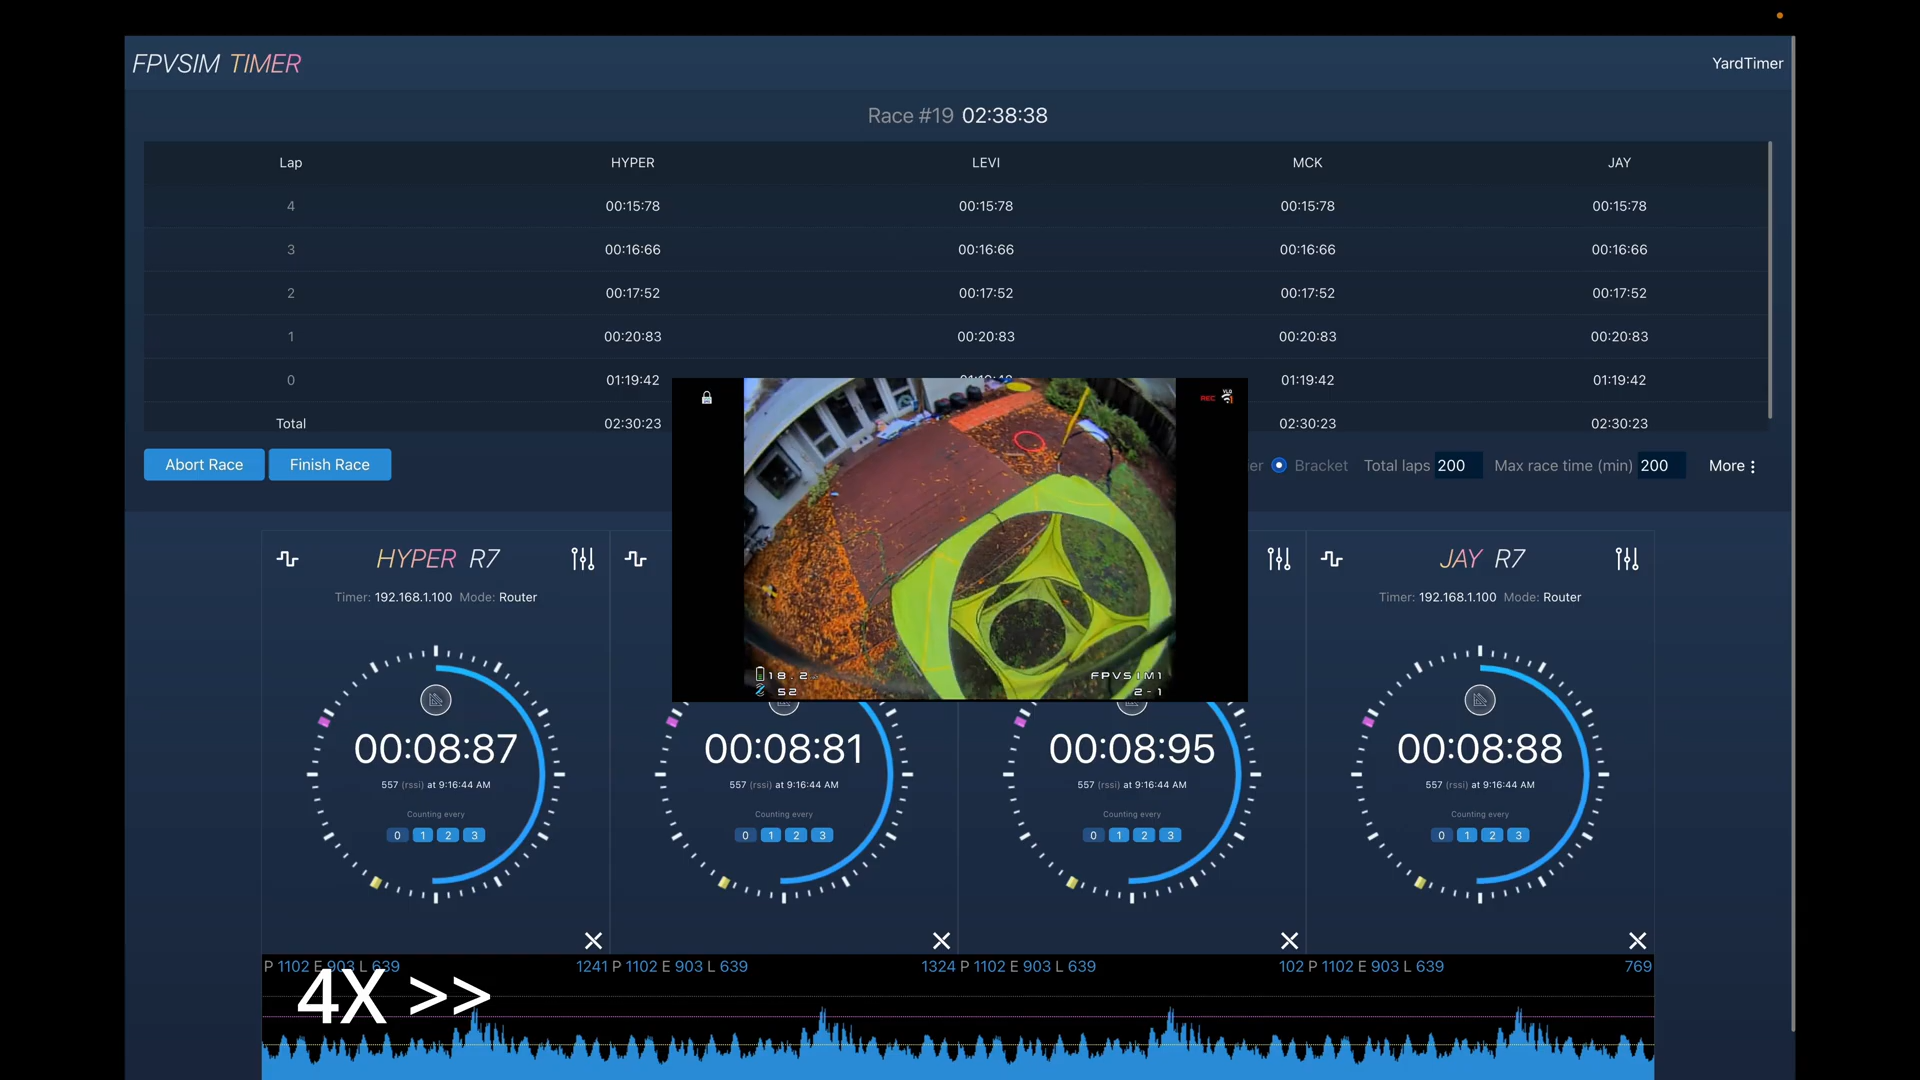 FPVSIM TIMER
YardTimer
Race #19 02:38:38
Lap HYPER LEVI MCK JAY
4 00:15:78 00:15:78 00:15:78 00:15:78
3 00:16:66 00:16:66 00:16:66 00:16:66
2 00:17:52 00:17:52 00:17:52 00:17:52
1 00:20:83 00:20:83 00:20:83 00:20:83
0 01:19:42 01:19:42 01:19:42
Total 02:30:23 02:30:23 02:30:23
Abort Race Finish Race
er Bracket Total laps 200 Max race time (min) 200 More
REC
18.2
52
FPVSIM1
2-1
HYPER R7
JAY R7
Timer: 192.168.1.100 Mode: Router
Timer: 192.168.1.100 Mode: Router
00:08:87 00:08:81 00:08:95 00:08:88
557 (rssi) at 9:16:44 AM 557 (rssi) at 9:16:44 AM 557 (rssi) at 9:16:44 AM 557 (rssi) at 9:16:44 AM
Counting every Counting every Counting every Counting every
0 1 2 3 0 1 2 3 0 1 2 3 0 1 2 3
P 1102 E 903 L 639 1241 P 1102 E 903 L 639 1324 P 1102 E 903 L 639 102 P 1102 E 903 L 639 769
4X >>